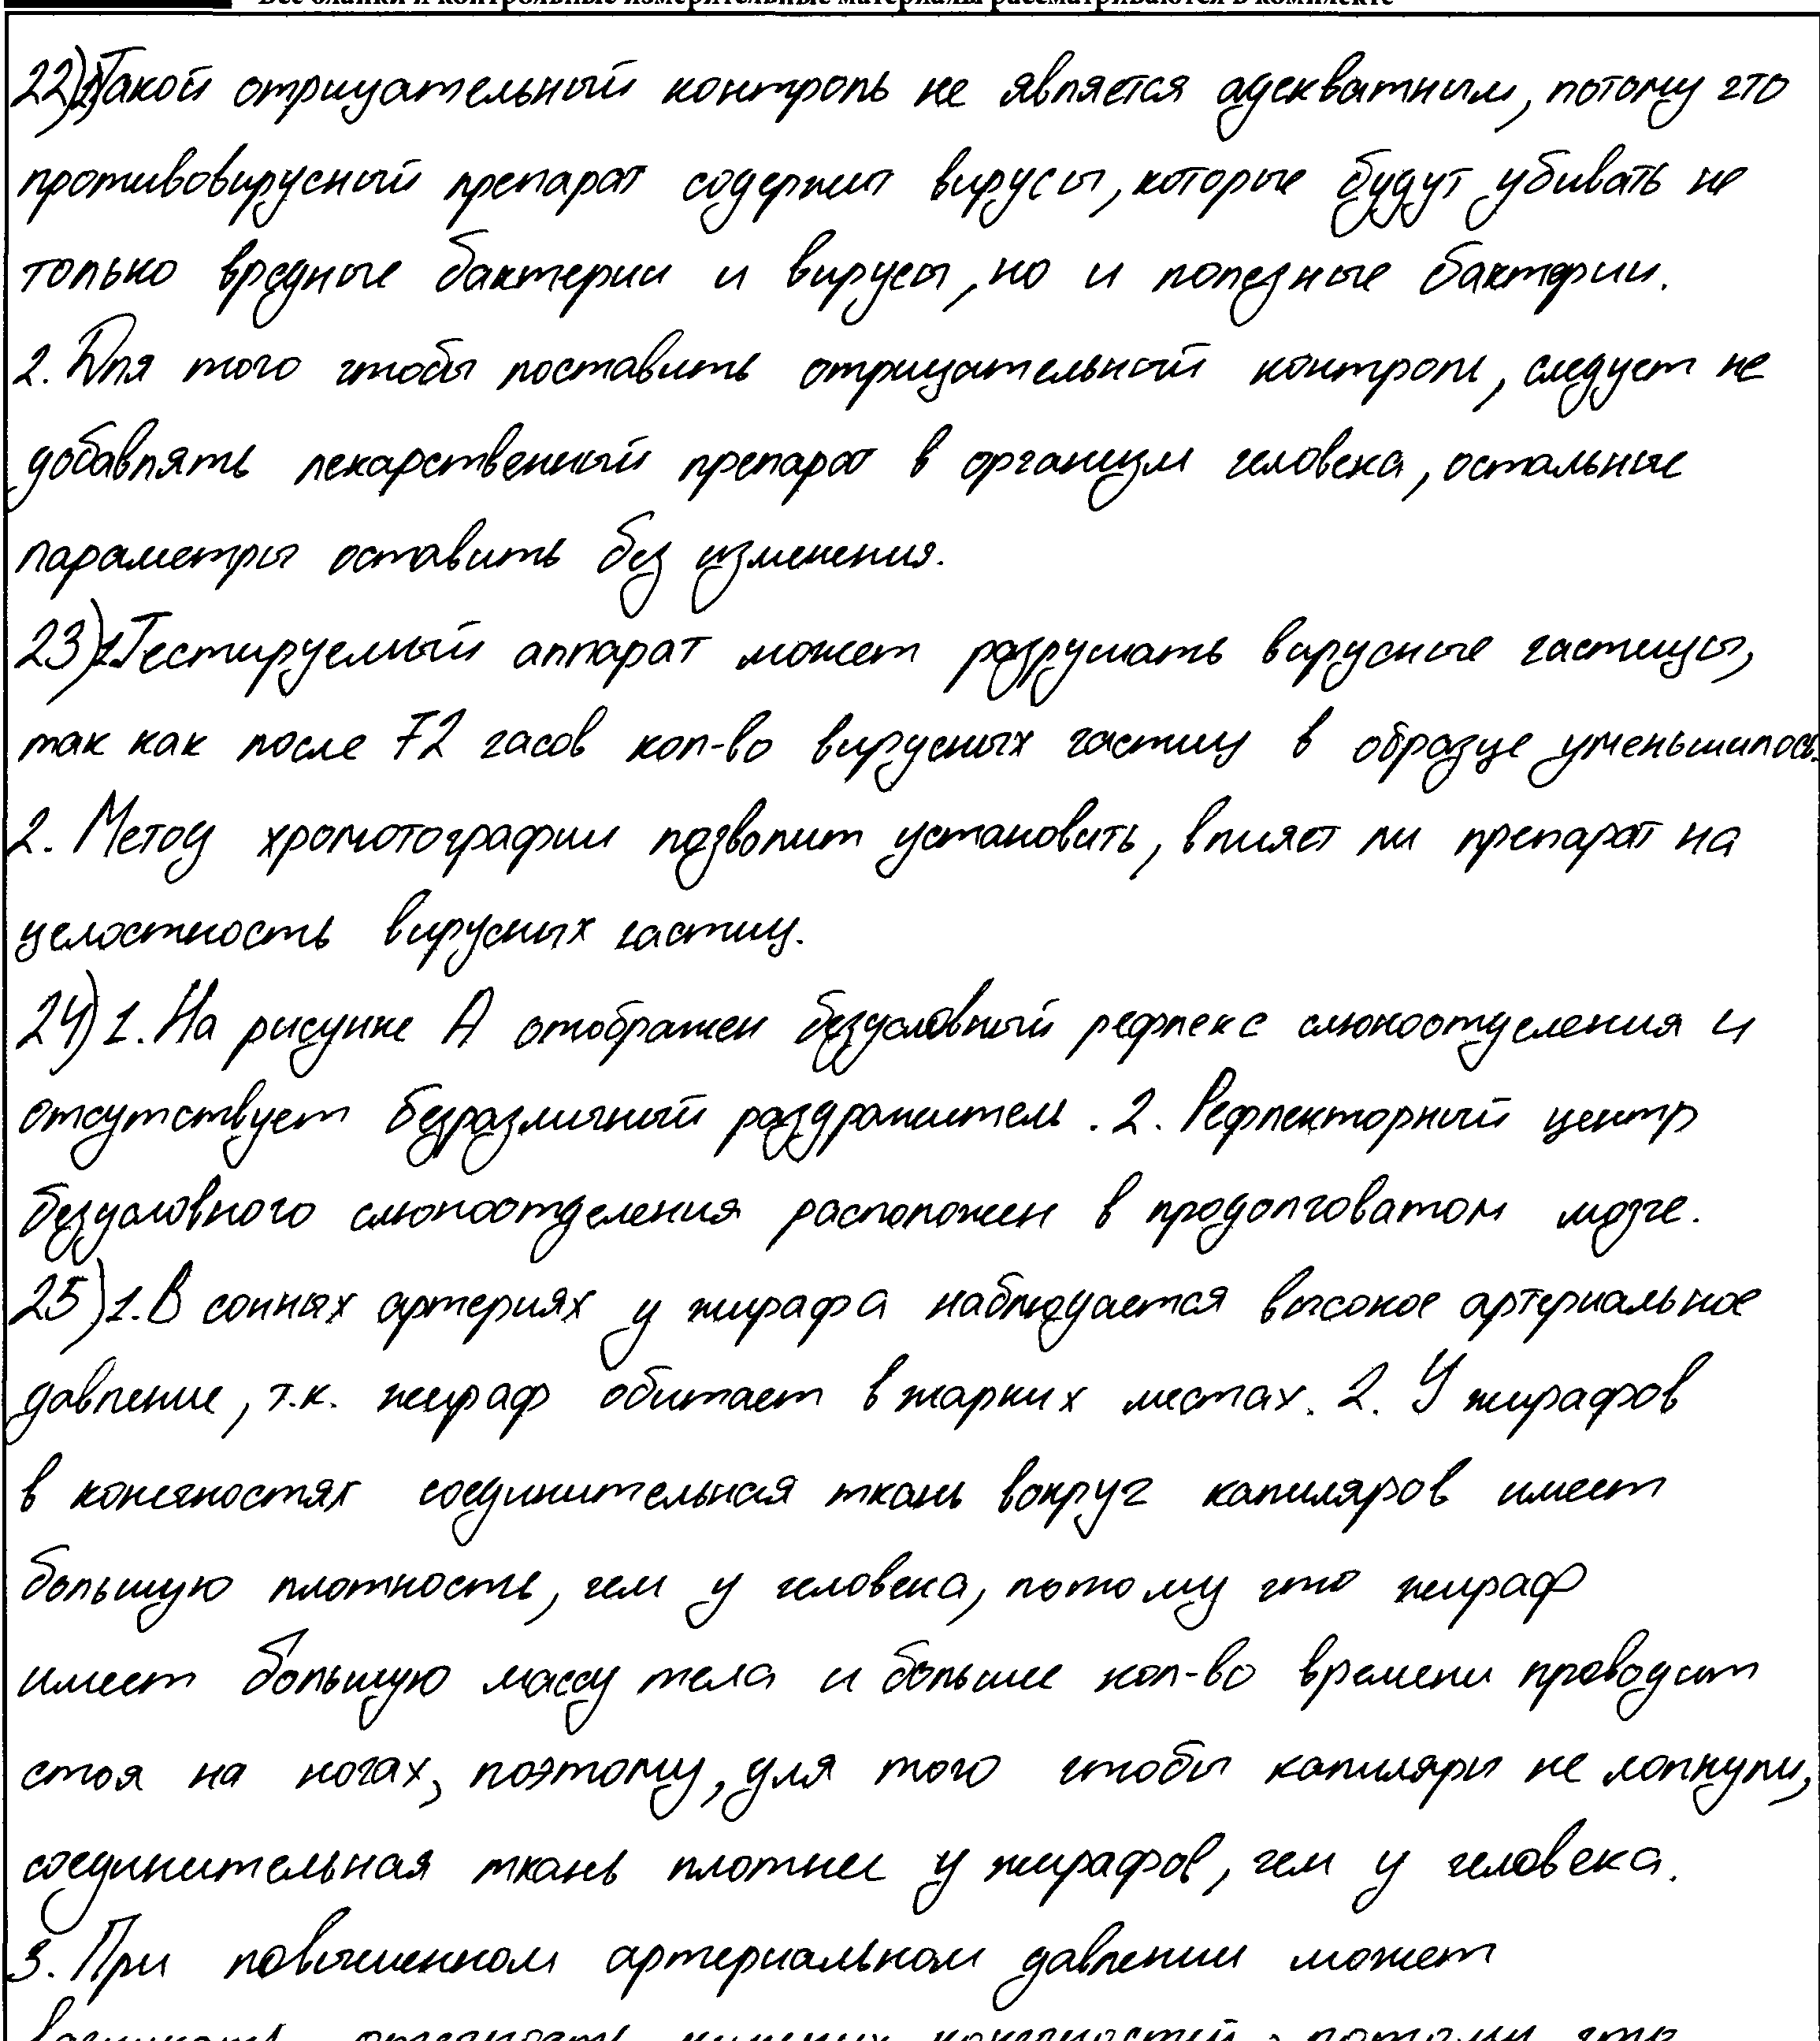 Все бланки и контрольные измерительные материалы рассматриваются в комплекте
22)1)Такой отрицательный контроль не является адекватным, потому что
противовирусный препарат содержит вирусы, которые будут убивать не
только вредные бактерии и вирусы, но и полезные бактерии.
2. Для того чтобы поставить отрицательный контроль, следует не
добавлять лекарственный препарат в организм человека, остальные
параметры оставить без изменения.
23)1.Тестируемый аппарат может разрушать вирусные частицы,
так как после 72 часов кол-во вирусных частиц в образце уменьшилось.
2. Метод хромотографии позволит установить, влияет ли препарат на
целостность вирусных частиц.
24) 1. На рисунке А отображен безусловный рефлекс слюноотделения и
отсутствует безразличный раздражитель. 2. Рефлекторный центр
безусловного слюноотделения расположен в продолговатом мозге.
25) 1. В сонных артериях у жирафа наблюдается высокое артериальное
давление, т.к. жираф обитает в жарких местах. 2. У жирафов
в конечностях соединительная ткань вокруг капиляров имеет
большую плотность, чем у человека, потому что жираф
имеет большую массу тела и больше кол-во времени проводит
стоя на ногах, поэтому, для того чтобы капиляры не лопнули,
соединительная ткань плотнее у жирафов, чем у человека.
3. При повышенном артериальном давлении может
возникать отечность нижних конечностей, потому что